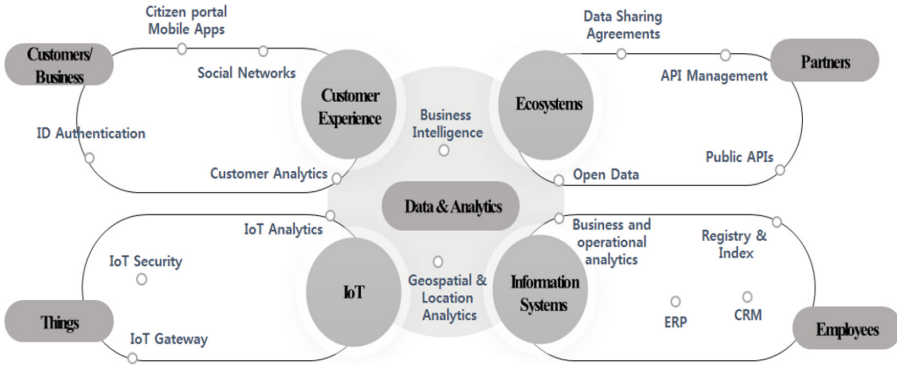 Citizen portal
Mobile Apps
Social Networks
Customers/
Business
ID Authentication
Customer
Experience
Customer Analytics
Data Sharing
Agreements
API Management
Partners
Ecosystems
Public APIs
Open Data
Business
Intelligence
Data & Analytics
Geospatial &
Location
Analytics
IoT Analytics
IoT Security
IoT
Things
IoT Gateway
Business and
operational
analytics
Registry &
Index
Information
Systems
ERP
CRM
Employees